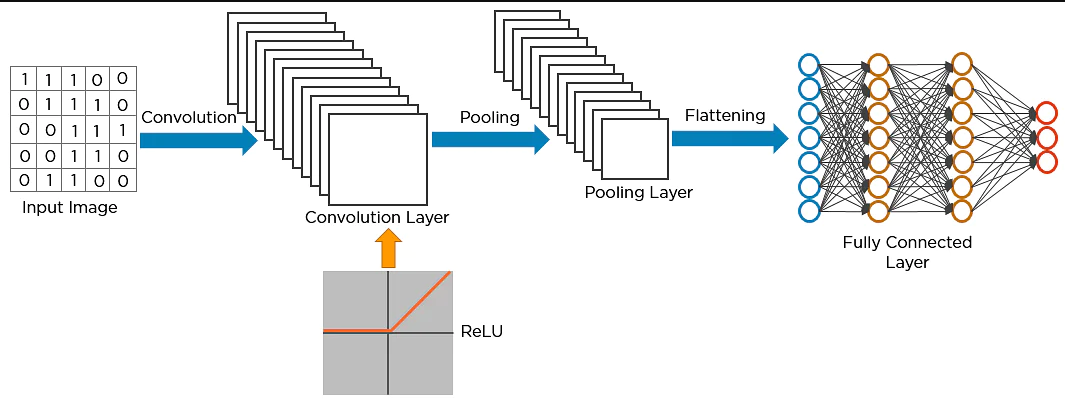 1 1 1 0 0
0 1 1 1 0
0 0 1 1 1
0 0 1 1 0
0 1 1 0 0
Input Image
Convolution
Convolution Layer
ReLU
Pooling
Pooling Layer
Flattening
Fully Connected
Layer